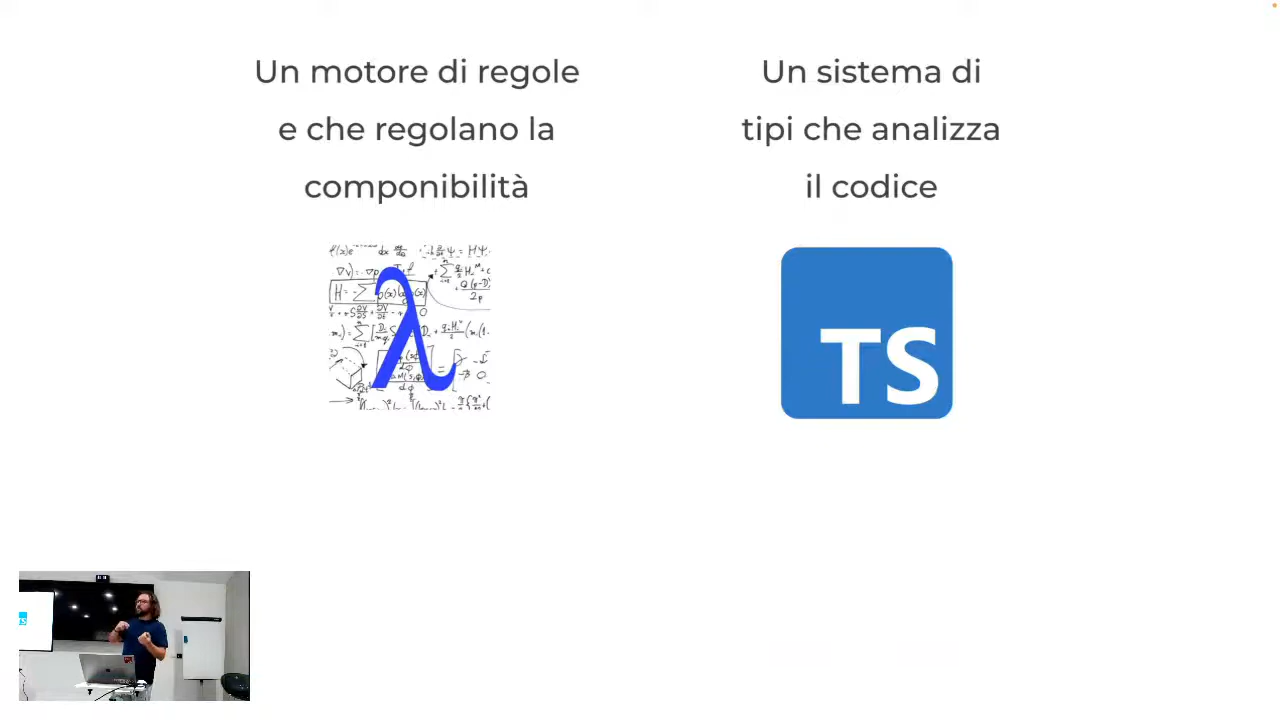 Un motore di regole
e che regolano la
componibilità
Un sistema di
tipi che analizza
il codice
λ
TS